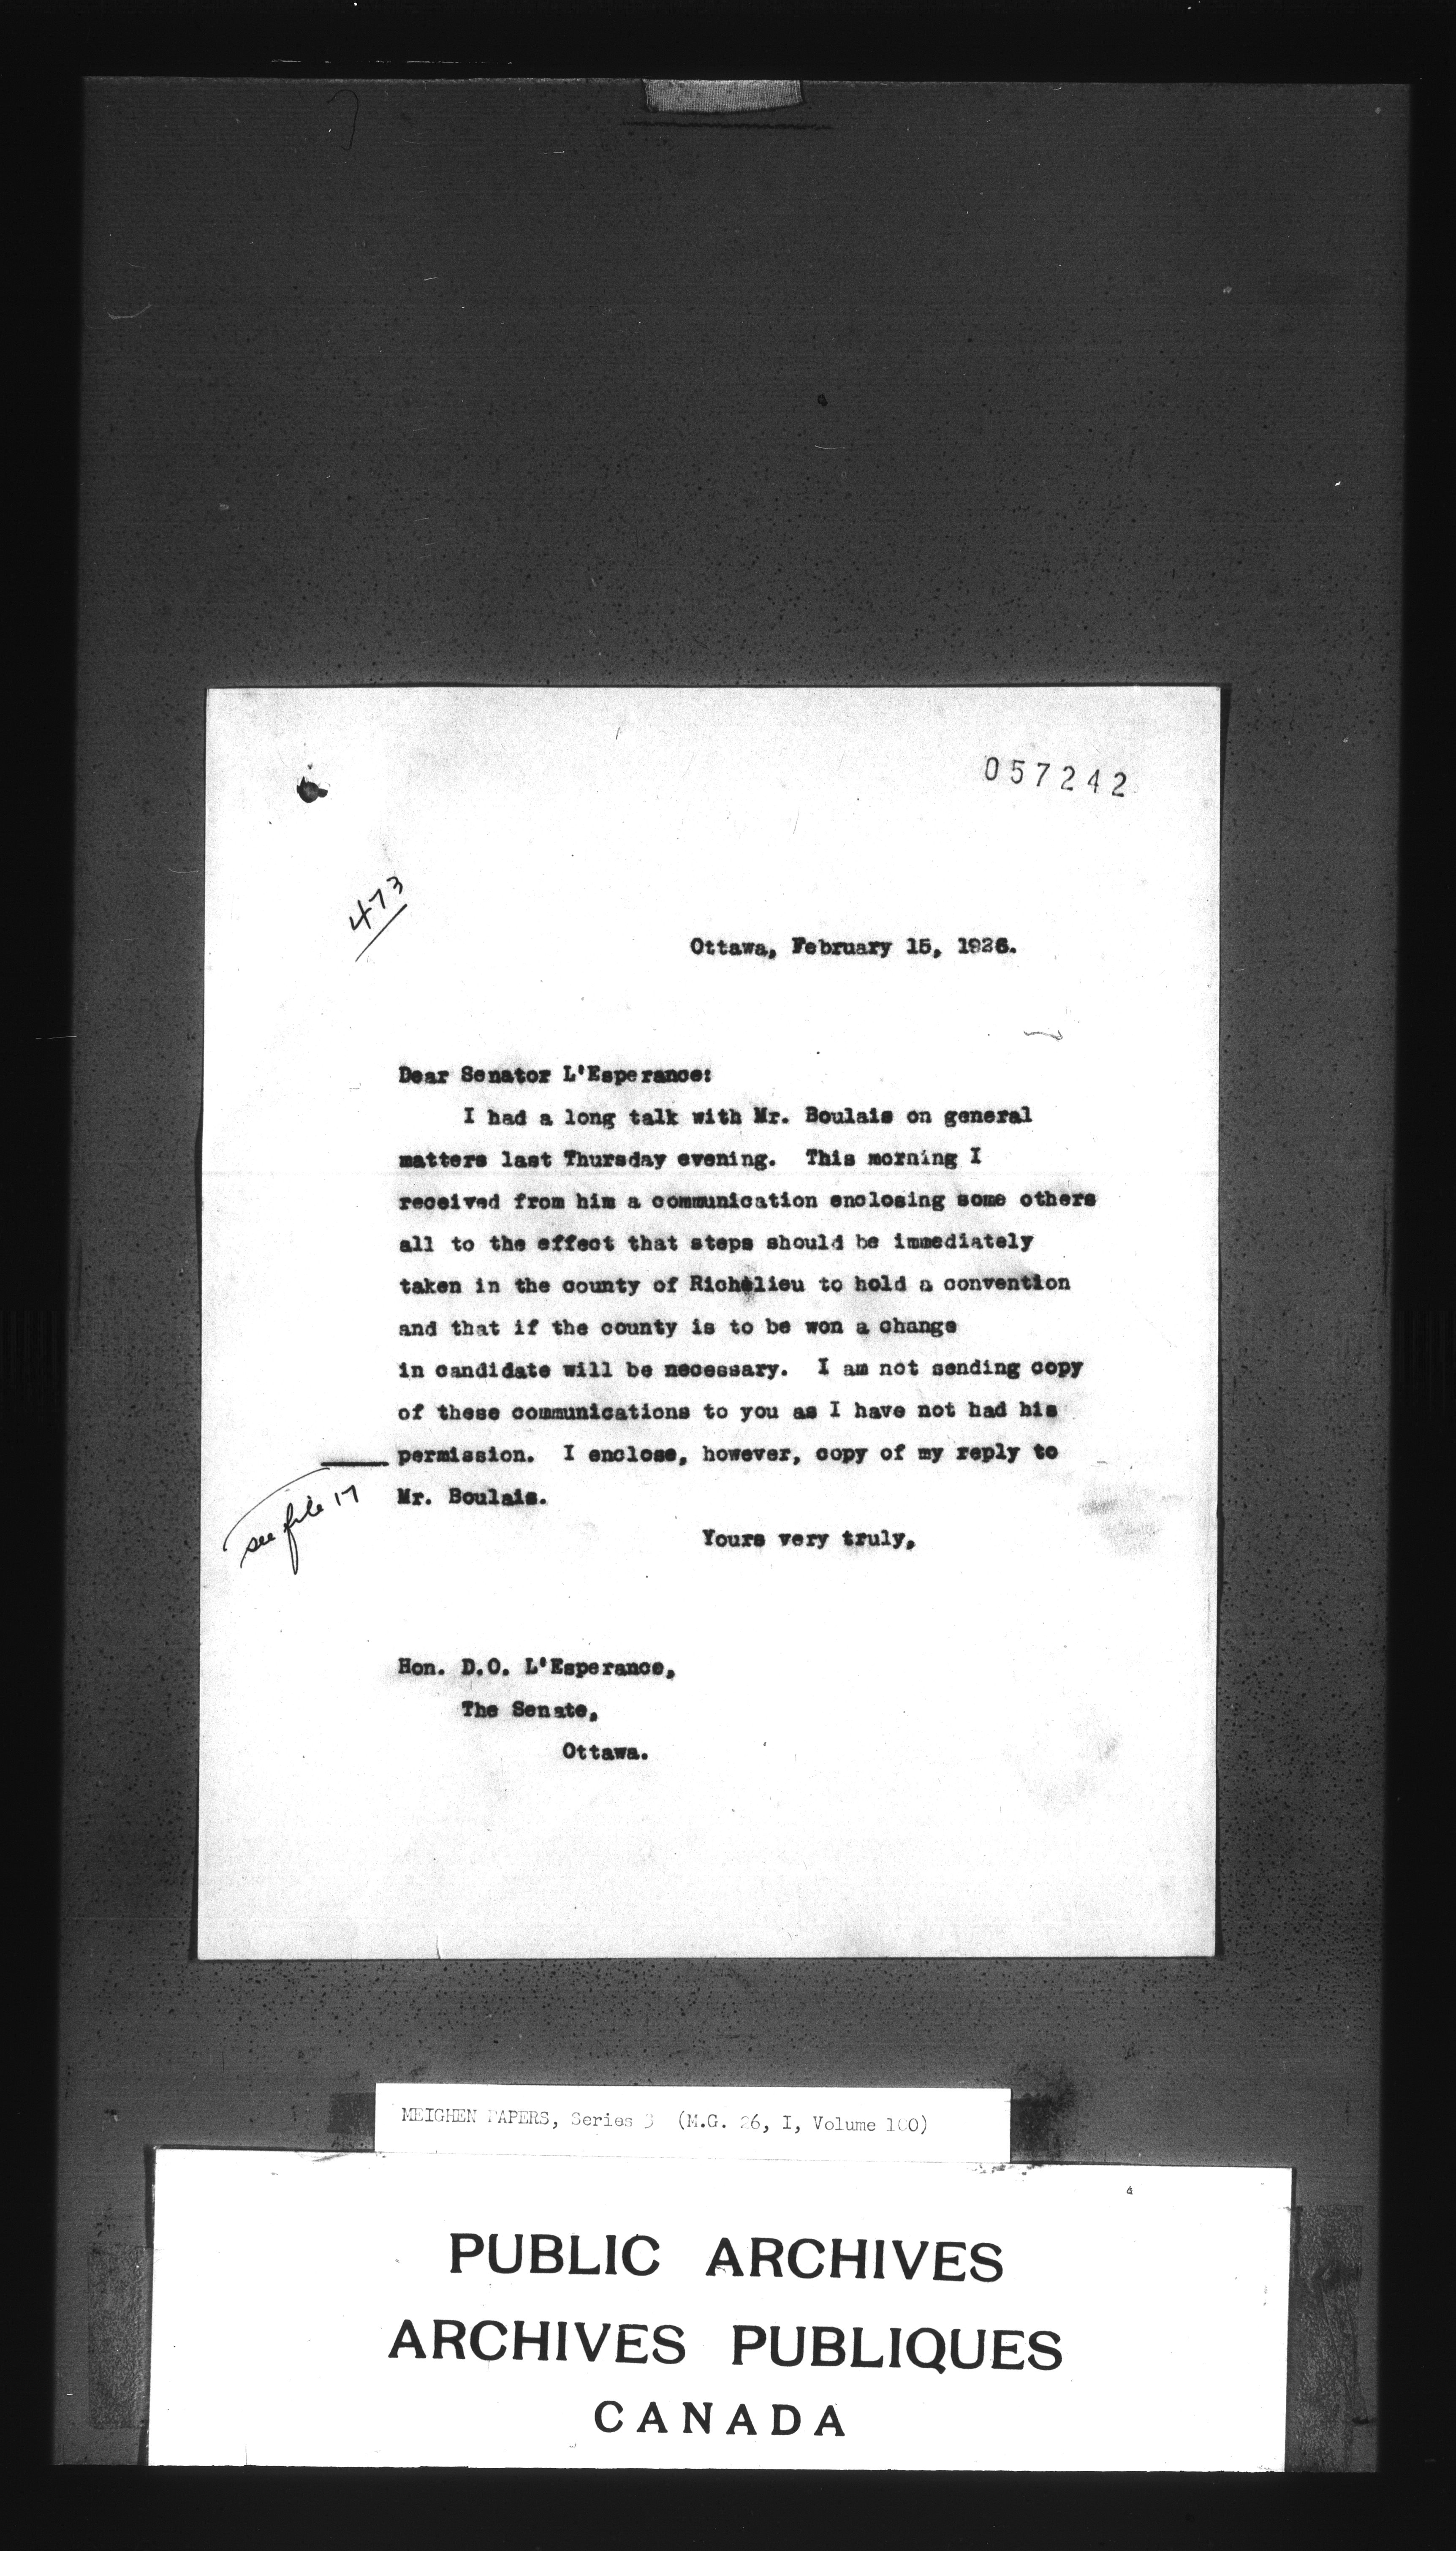 057242
473
Ottawa, February 15, 1926.
Dear Senator L'Esperance:
I had a long talk with Mr. Boulais on general
matters last Thursday evening. This morning I
received from him a communication enclosing some others
all to the effect that steps should be immediately
taken in the county of Richelieu to hold a convention
and that if the county is to be won a change
in candidate will be necessary. I am not sending copy
of these communications to you as I have not had his
permission. I enclose, however, copy of my reply to
see file 17
Mr. Boulais.
Yours very truly,
Hon. D.O. L'Esperance,
The Senate,
Ottawa.
MEIGHEN PAPERS, Series 3 (M.G. 26, I, Volume 100)
PUBLIC ARCHIVES
ARCHIVES PUBLIQUES
CANADA